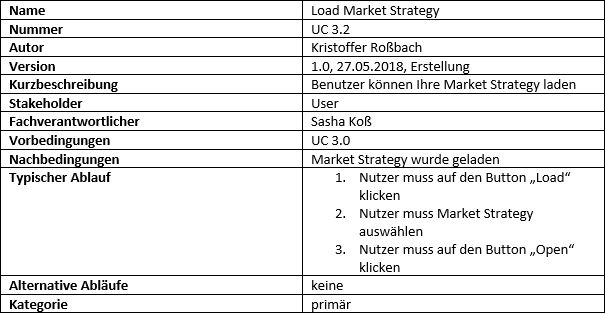 Name Load Market Strategy
Nummer UC 3.2
Autor Kristoffer Roßbach
Version 1.0, 27.05.2018, Erstellung
Kurzbeschreibung Benutzer können Ihre Market Strategy laden
Stakeholder User
Fachverantwortlicher Sasha Koß
Vorbedingungen UC 3.0
Nachbedingungen Market Strategy wurde geladen
Typischer Ablauf 1. Nutzer muss auf den Button „Load“
klicken
2. Nutzer muss Market Strategy
auswählen
3. Nutzer muss auf den Button „Open“
klicken
Alternative Abläufe keine
Kategorie primär